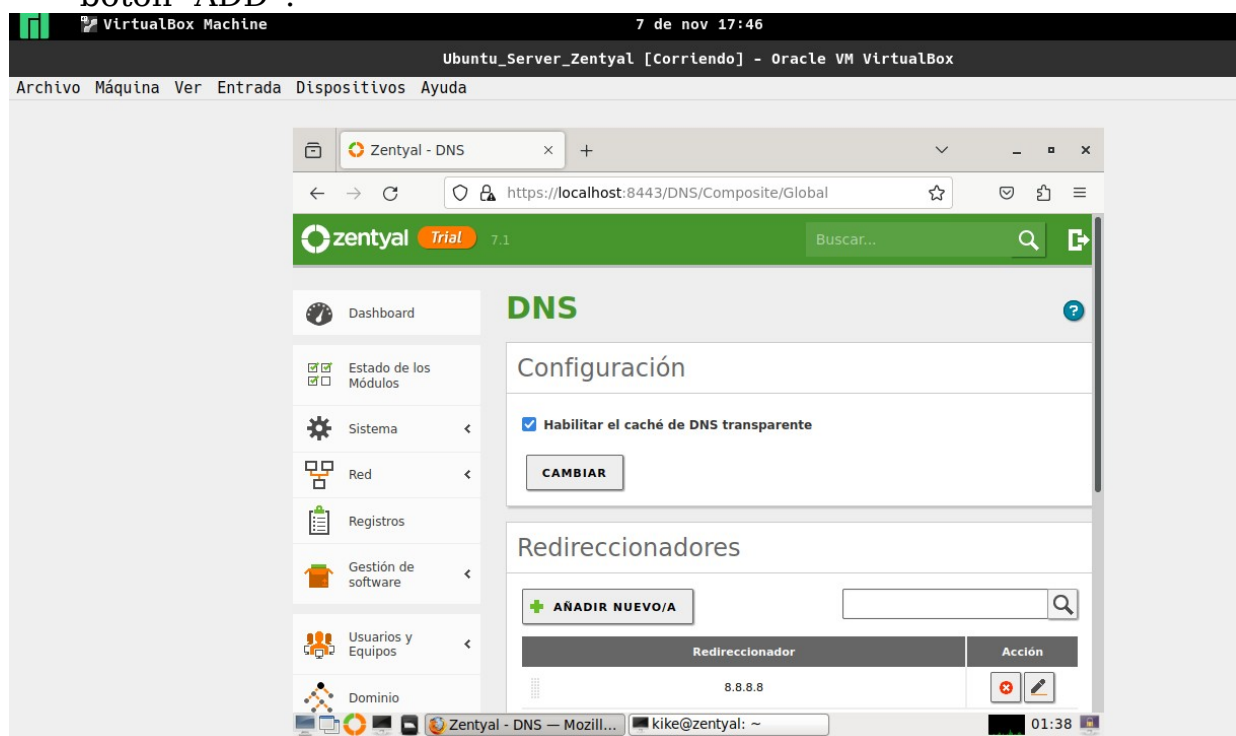 botón "ADD".
VirtualBox Machine
7 de nov 17:46
Ubuntu_Server_Zentyal [Corriendo] - Oracle VM VirtualBox
Archivo Máquina Ver Entrada Dispositivos Ayuda
Zentyal - DNS
https://localhost:8443/DNS/Composite/Global
zentyal Trial 7.1
Buscar...
Dashboard
DNS
Estado de los
Módulos
Configuración
Sistema
Habilitar el caché de DNS transparente
Red
CAMBIAR
Registros
Redireccionadores
Gestión de
software
AÑADIR NUEVO/A
Usuarios y
Equipos
Redireccionador Acción
Dominio
8.8.8.8
Zentyal - DNS — Mozill...
kike@zentyal: ~
01:38